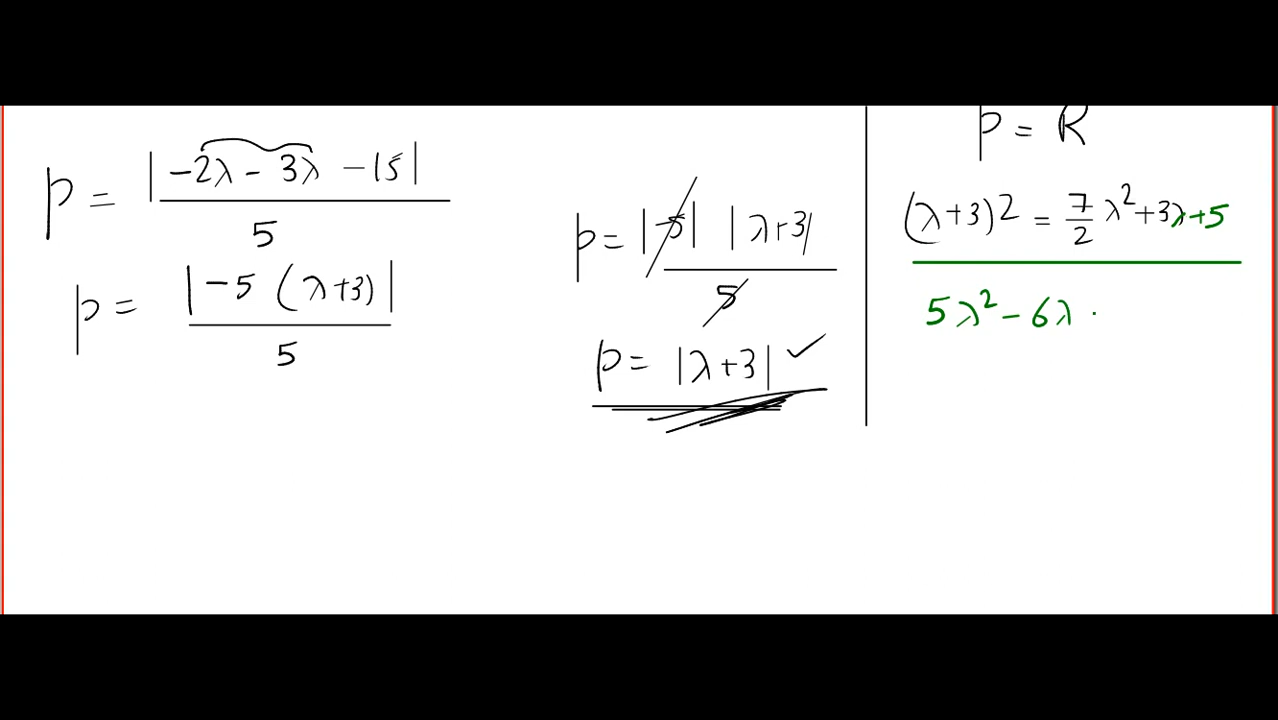 p = |-2λ - 3λ - 15| / 5
p = |-5 (λ+3)| / 5
p = |-5| |λ+3| / 5
p = |λ+3| ✓
p = R
(λ+3)2 = 7/2 λ² + 3λ + 5
5λ² - 6λ .